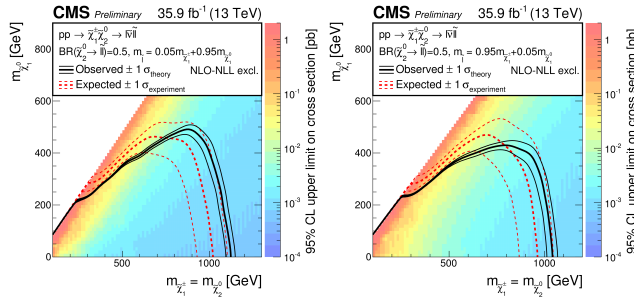 CMS Preliminary 35.9 fb⁻¹ (13 TeV)
pp → χ̃₁± χ̃₂⁰ → l̃ν̃l̃l
BR(χ̃₂⁰ → l̃l)=0.5, m_l̃ = 0.05m_χ̃₁± + 0.95m_χ̃₁⁰
Observed ± 1 σ_theory NLO-NLL excl.
Expected ± 1 σ_experiment
m_χ̃₁⁰ [GeV]
800
600
400
200
0
500
1000
m_χ̃₁± = m_χ̃₂⁰ [GeV]
1
10⁻¹
10⁻²
10⁻³
10⁻⁴
95% CL upper limit on cross section [pb]
CMS Preliminary 35.9 fb⁻¹ (13 TeV)
pp → χ̃₁± χ̃₂⁰ → l̃ν̃l̃l
BR(χ̃₂⁰ → l̃l)=0.5, m_l̃ = 0.95m_χ̃₁± + 0.05m_χ̃₁⁰
Observed ± 1 σ_theory NLO-NLL excl.
Expected ± 1 σ_experiment
m_χ̃₁⁰ [GeV]
800
600
400
200
0
500
1000
m_χ̃₁± = m_χ̃₂⁰ [GeV]
1
10⁻¹
10⁻²
10⁻³
10⁻⁴
95% CL upper limit on cross section [pb]